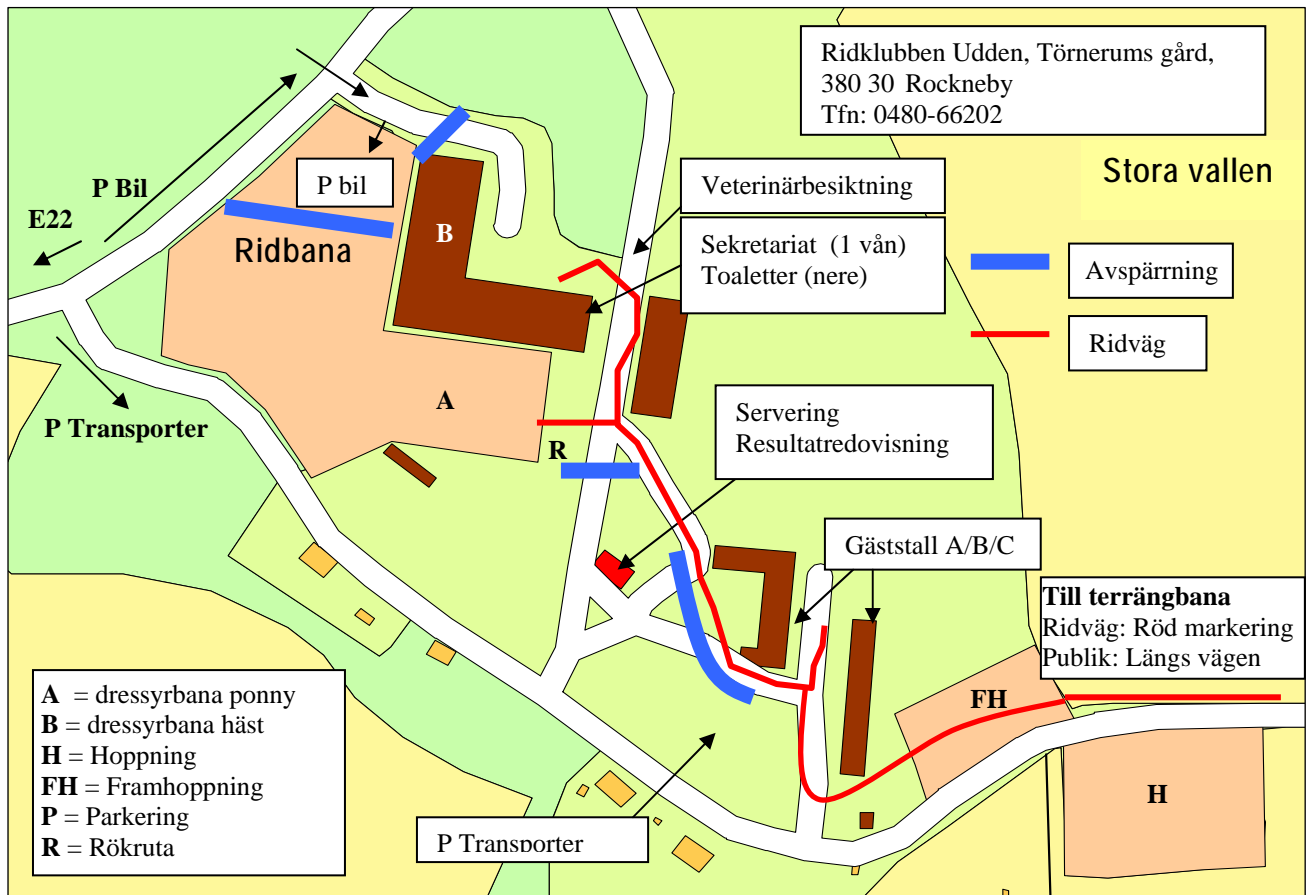 Ridklubben Udden, Törnerums gård,
380 30 Rockneby
Tfn: 0480-66202
Stora vallen
P Bil
P bil
E22
Ridbana
B
Veterinärbesiktning
Sekretariat (1 vån)
Toaletter (nere)
Avspärrning
Ridväg
A
P Transporter
R
Servering
Resultatredovisning
Gäststall A/B/C
Till terrängbana
Ridväg: Röd markering
Publik: Längs vägen
FH
H
A = dressyrbana ponny
B = dressyrbana häst
H = Hoppning
FH = Framhoppning
P = Parkering
R = Rökruta
P Transporter